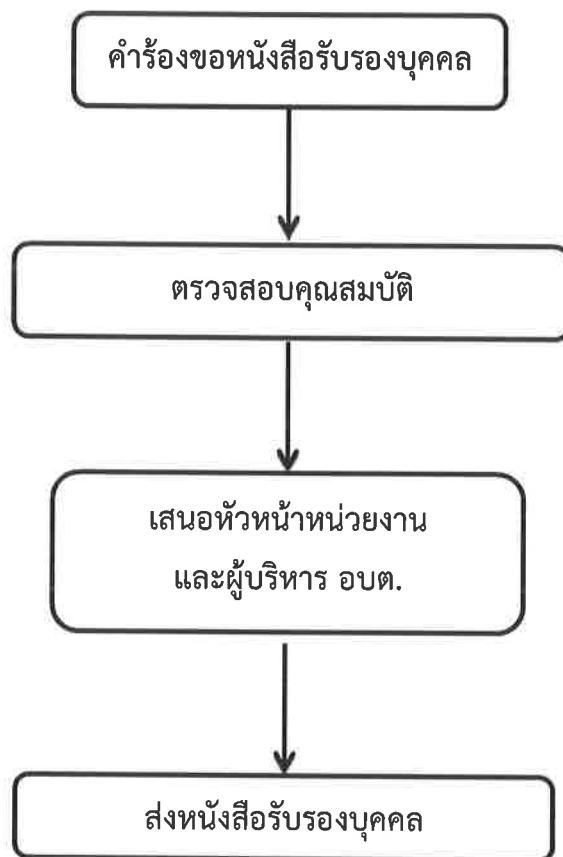 คำร้องขอหนังสือรับรองบุคคล
ตรวจสอบคุณสมบัติ
เสนอหัวหน้าหน่วยงาน
และผู้บริหาร อบต.
ส่งหนังสือรับรองบุคคล